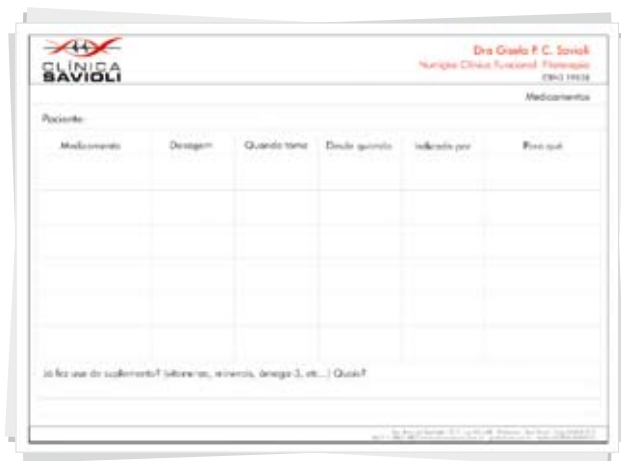 CLÍNICA
SAVIOLI
Dra Gisela P. C. Savioli
Nutrição Clínica Funcional Fitoterapia
Medicamentos
Paciente:
Medicamento Dosagem Quando toma Desde quando Indicado por Para quê
Já fez uso de suplemento? (vitaminas, minerais, ômega-3, etc...) Quais?